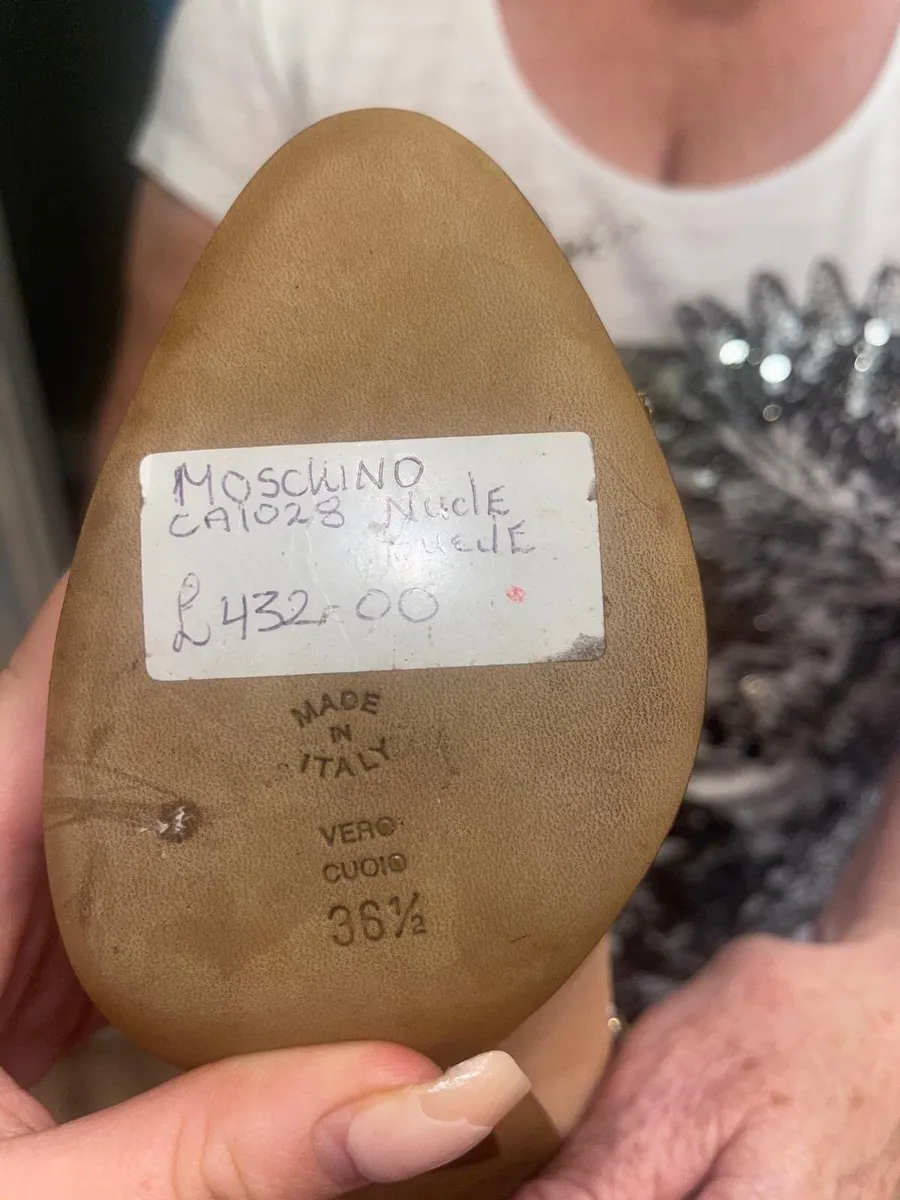 MOSCHINO
CA1028 NudE
SuedE
£432-00
MADE
IN
ITALY
VERO
CUOIO
36½